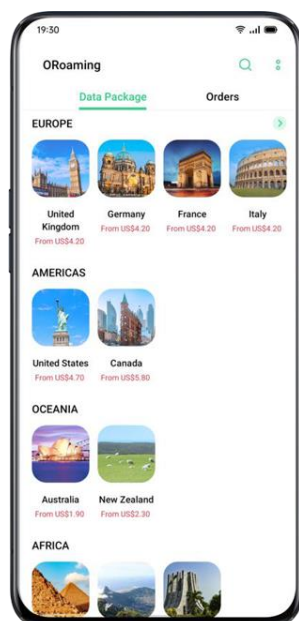 19:30
ORoaming
Data Package Orders
EUROPE
United Kingdom
From US$4.20
Germany
From US$4.20
France
From US$4.20
Italy
From US$4.20
AMERICAS
United States
From US$4.70
Canada
From US$5.80
OCEANIA
Australia
From US$1.90
New Zealand
From US$2.30
AFRICA